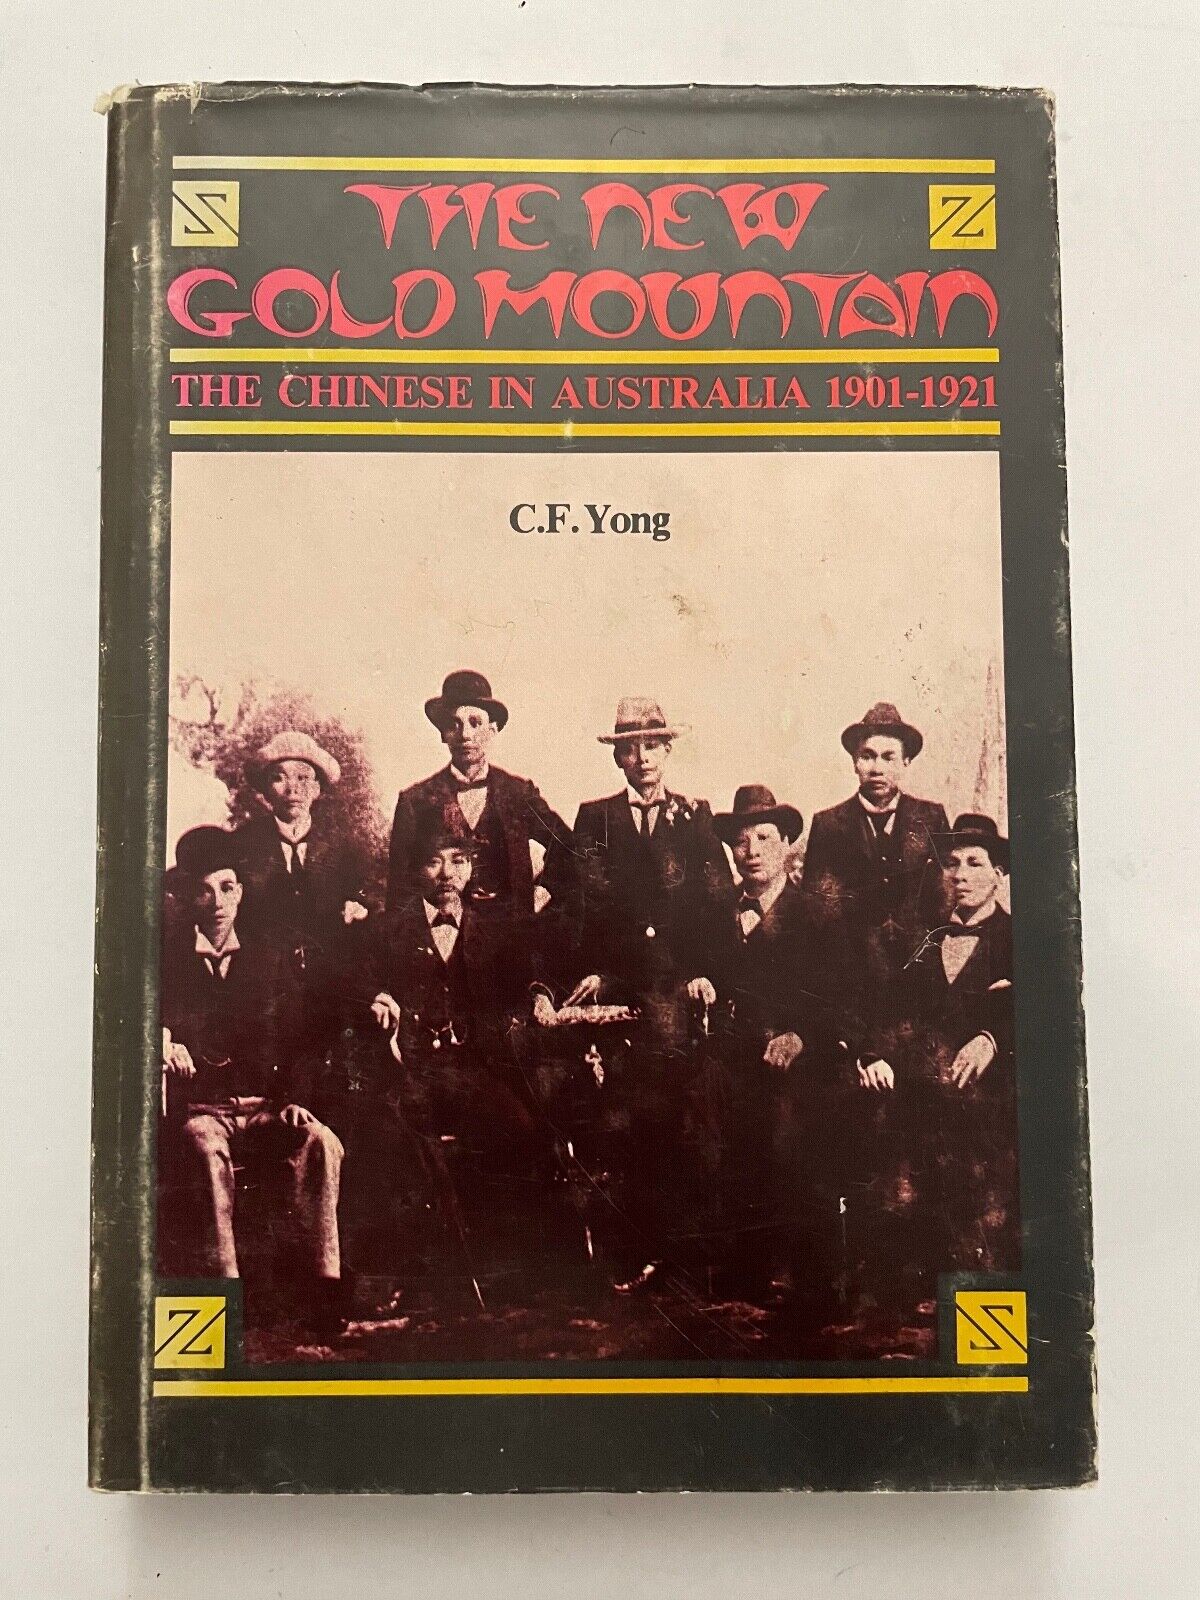 THE NEW
GOLD MOUNTAIN
THE CHINESE IN AUSTRALIA 1901-1921
C.F. Yong